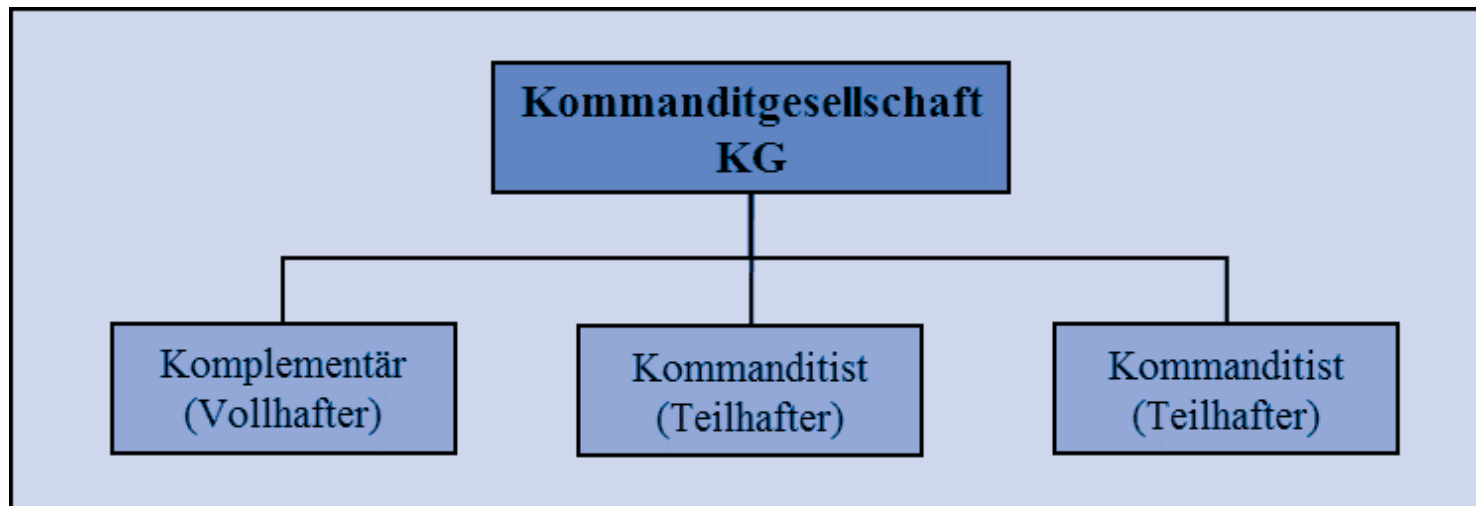 Kommanditgesellschaft
KG
Komplementär
(Vollhafter)
Kommanditist
(Teilhafter)
Kommanditist
(Teilhafter)